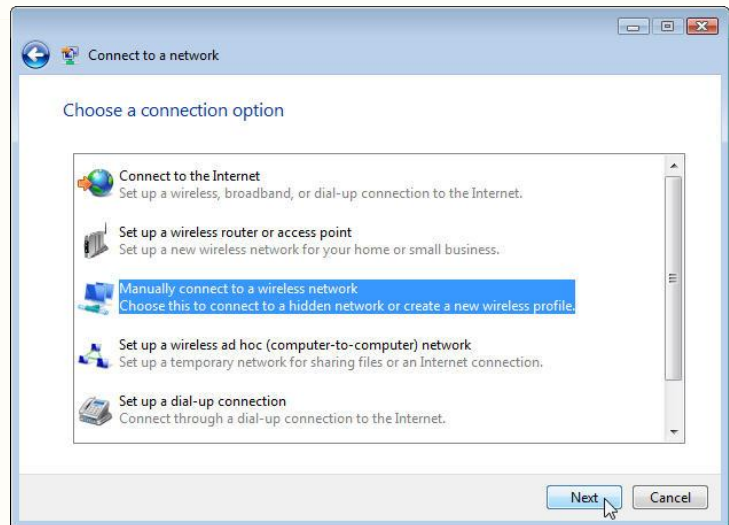 Connect to a network
Choose a connection option
Connect to the Internet
Set up a wireless, broadband, or dial-up connection to the Internet.
Set up a wireless router or access point
Set up a new wireless network for your home or small business.
Manually connect to a wireless network
Choose this to connect to a hidden network or create a new wireless profile.
Set up a wireless ad hoc (computer-to-computer) network
Set up a temporary network for sharing files or an Internet connection.
Set up a dial-up connection
Connect through a dial-up connection to the Internet.
Next Cancel